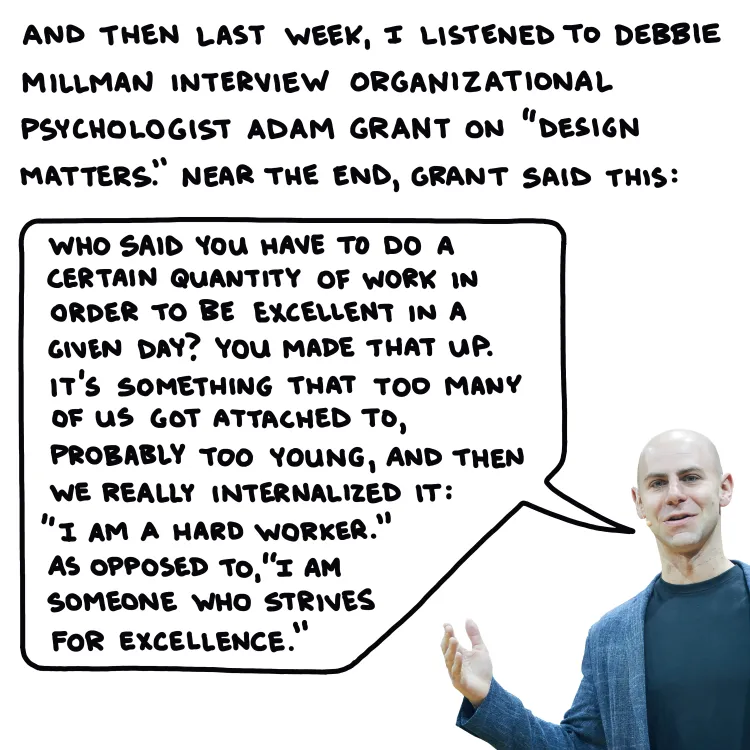 AND THEN LAST WEEK, I LISTENED TO DEBBIE
MILLMAN INTERVIEW ORGANIZATIONAL
PSYCHOLOGIST ADAM GRANT ON "DESIGN
MATTERS." NEAR THE END, GRANT SAID THIS:
WHO SAID YOU HAVE TO DO A
CERTAIN QUANTITY OF WORK IN
ORDER TO BE EXCELLENT IN A
GIVEN DAY? YOU MADE THAT UP.
IT'S SOMETHING THAT TOO MANY
OF US GOT ATTACHED TO,
PROBABLY TOO YOUNG, AND THEN
WE REALLY INTERNALIZED IT:
"I AM A HARD WORKER."
AS OPPOSED TO, "I AM
SOMEONE WHO STRIVES
FOR EXCELLENCE."